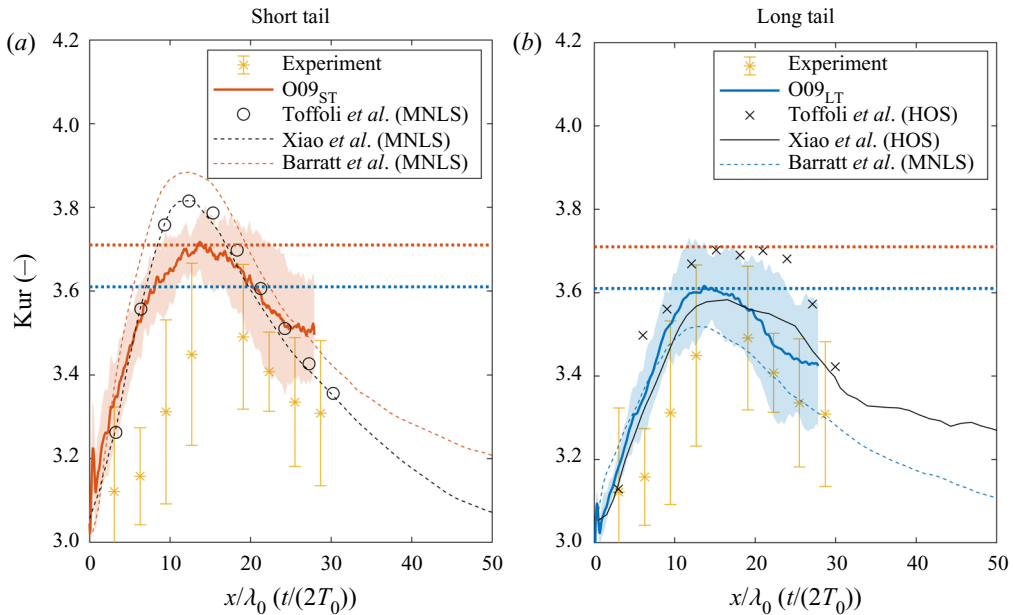 Short tail
(a)
4.2
4.0
3.8
3.6
3.4
3.2
3.0
Kur (–)
Experiment
O09ST
Toffoli et al. (MNLS)
Xiao et al. (MNLS)
Barratt et al. (MNLS)
0 10 20 30 40 50
x/λ0 (t/(2T0))
Long tail
(b)
4.2
4.0
3.8
3.6
3.4
3.2
3.0
Experiment
O09LT
Toffoli et al. (HOS)
Xiao et al. (HOS)
Barratt et al. (MNLS)
0 10 20 30 40 50
x/λ0 (t/(2T0))